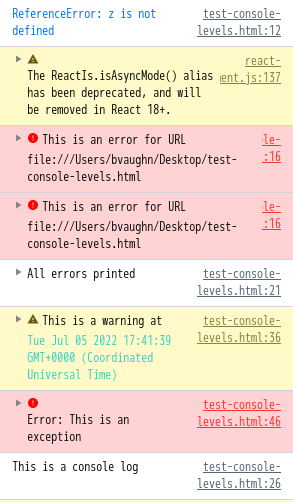 ReferenceError: z is not test-console-
defined levels.html:12
react-
The ReactIs.isAsyncMode() alias ent.js:137
has been deprecated, and will
be removed in React 18+.
This is an error for URL le-
file:///Users/bvaughn/Desktop/test- :16
console-levels.html
This is an error for URL le-
file:///Users/bvaughn/Desktop/test- :16
console-levels.html
All errors printed test-console-
levels.html:21
This is a warning at test-console-
Tue Jul 05 2022 17:41:39 levels.html:36
GMT+0000 (Coordinated
Universal Time)
test-console-
Error: This is an levels.html:46
exception
This is a console log test-console-
levels.html:26